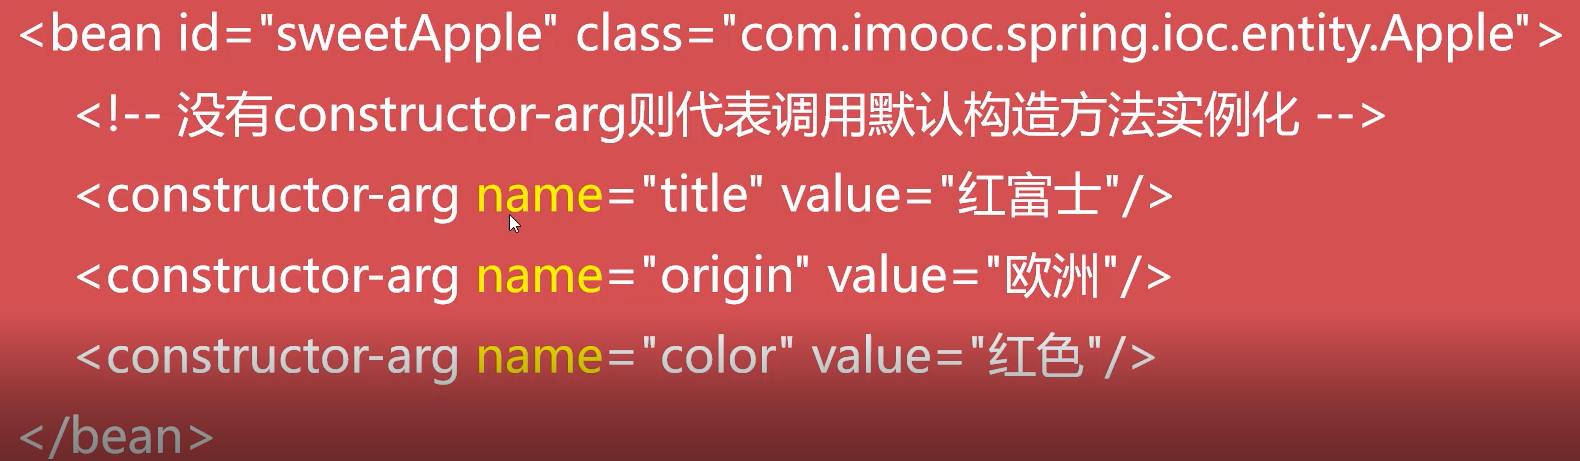 <bean id="sweetApple" class="com.imooc.spring.ioc.entity.Apple">
<!-- 没有constructor-arg则代表调用默认构造方法实例化 -->
<constructor-arg name="title" value="红富士"/>
<constructor-arg name="origin" value="欧洲"/>
<constructor-arg name="color" value="红色"/>
</bean>